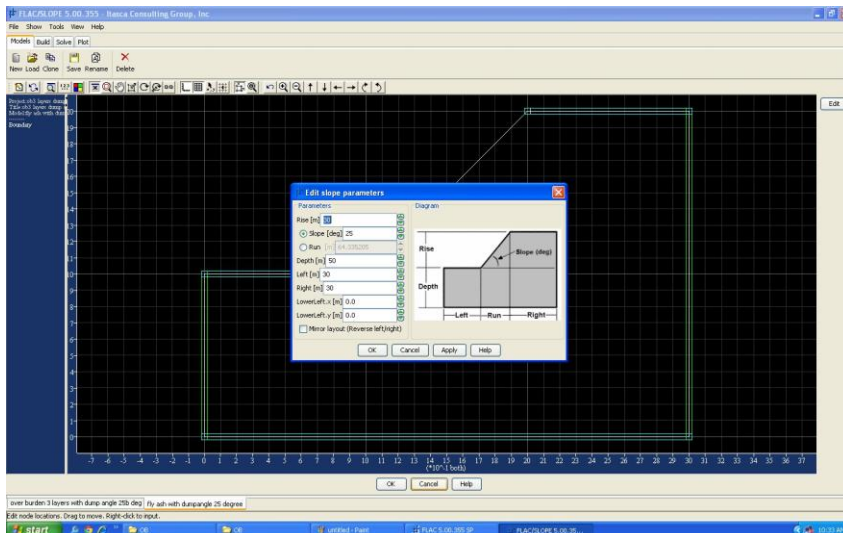 FLAC/SLOPE 5.00.355 - Itasca Consulting Group, Inc
File Show Tools View Help
Models Build Solve Plot
New Load Clone Save Rename Delete
Edit
Boundary
Edit slope parameters
Parameters
Rise [m]
Slope [deg] 25
Run
Depth [m] 50
Left [m] 30
Right [m] 30
LowerLeft.x [m] 0.0
LowerLeft.y [m] 0.0
Mirror layout (Reverse left/right)
Diagram
Rise
Slope (deg)
Depth
Left Run Right
OK Cancel Apply Help
-7 -6 -5 -4 -3 -2 -1 0 1 2 3 4 5 6 7 8 9 10 11 12 13 14 15 16 17 18 19 20 21 22 23 24 25 26 27 28 29 30 31 32 33 34 35 36 37
(*10^-1 both)
OK Cancel Help
over burden 3 layers with dump angle 25b deg fly ash with dumpangle 25 degree
Edit node locations. Drag to move. Right-click to input.
start OB OB untitled - Paint FLAC 5.00.355 SP FLAC/SLOPE 5.00.35... 10:33 AM